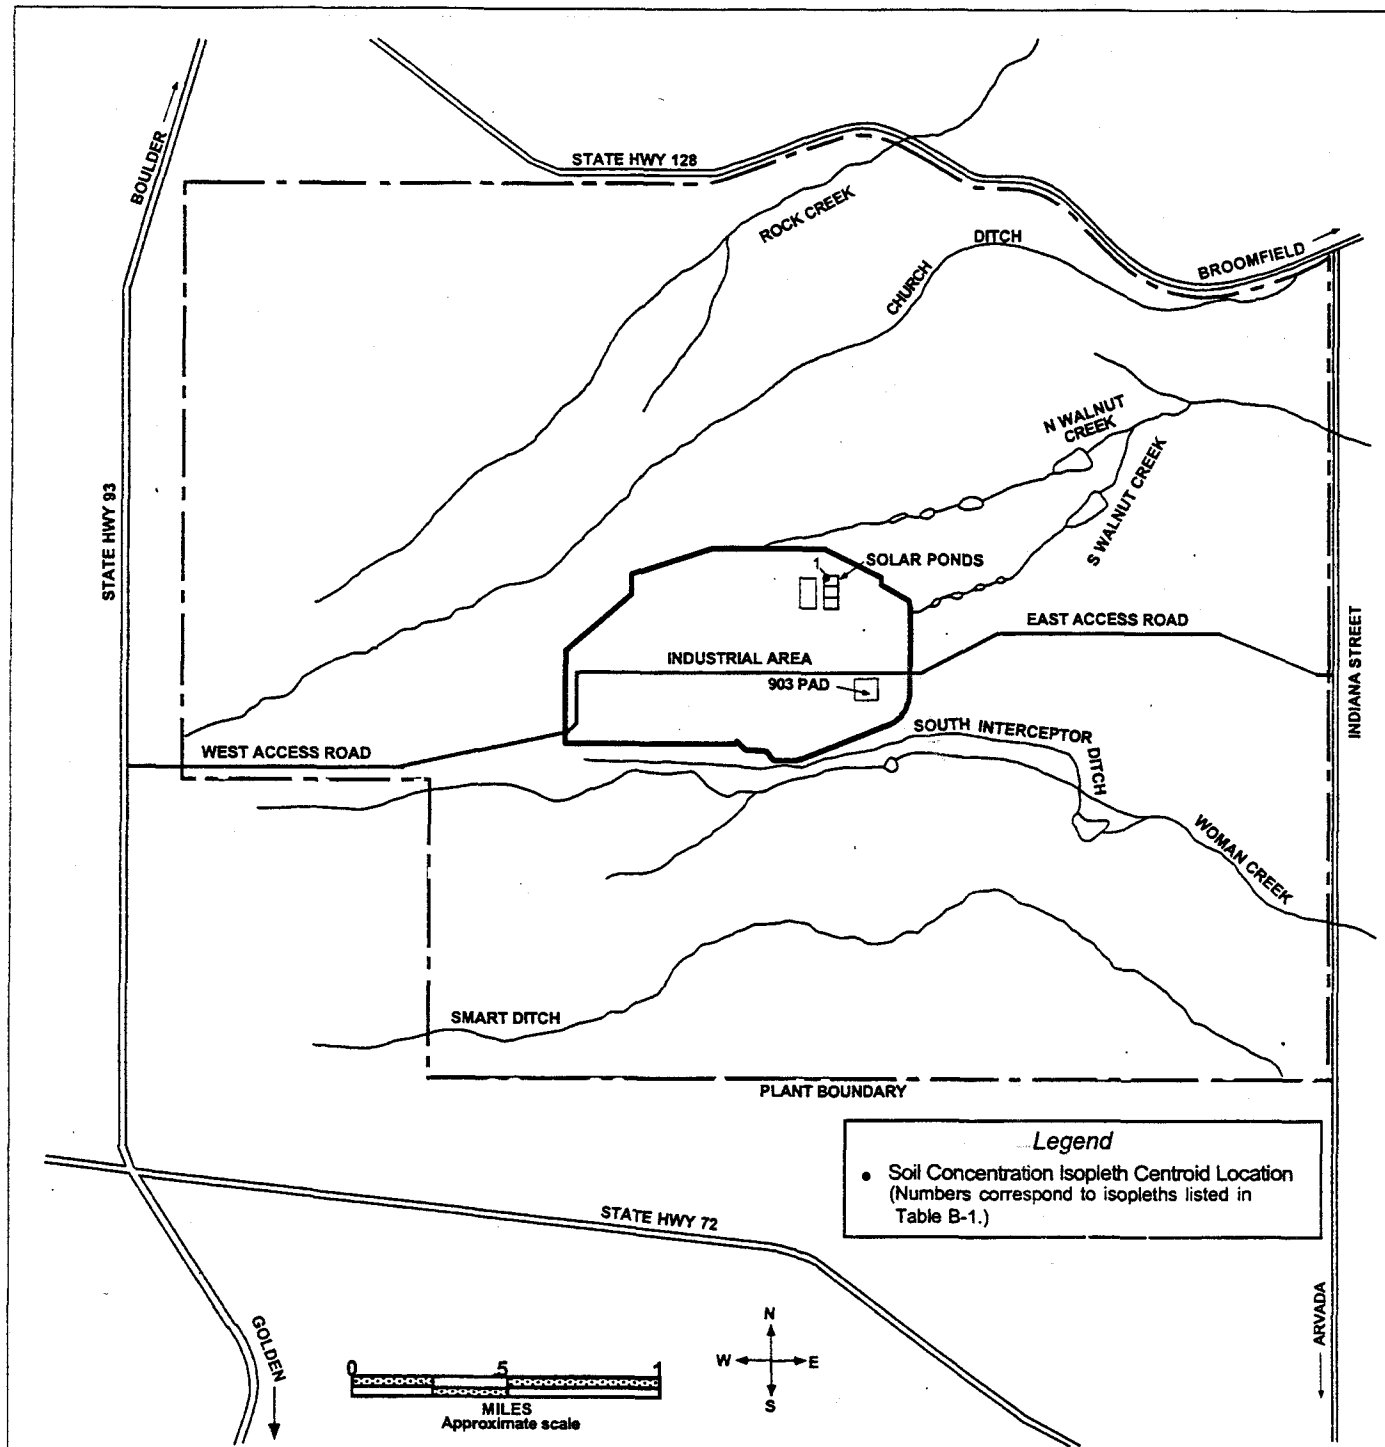 BOULDER
STATE HWY 128
ROCK CREEK
DITCH
CHURCH
BROOMFIELD
N WALNUT
CREEK
S WALNUT CREEK
STATE HWY 93
1
SOLAR PONDS
EAST ACCESS ROAD
INDUSTRIAL AREA
903 PAD
INDIANA STREET
SOUTH INTERCEPTOR
DITCH
WEST ACCESS ROAD
WOMAN CREEK
SMART DITCH
PLANT BOUNDARY
Legend
• Soil Concentration Isopleth Centroid Location
(Numbers correspond to isopleths listed in
Table B-1.)
STATE HWY 72
GOLDEN
ARVADA
N
W E
S
0 .5 1
MILES
Approximate scale